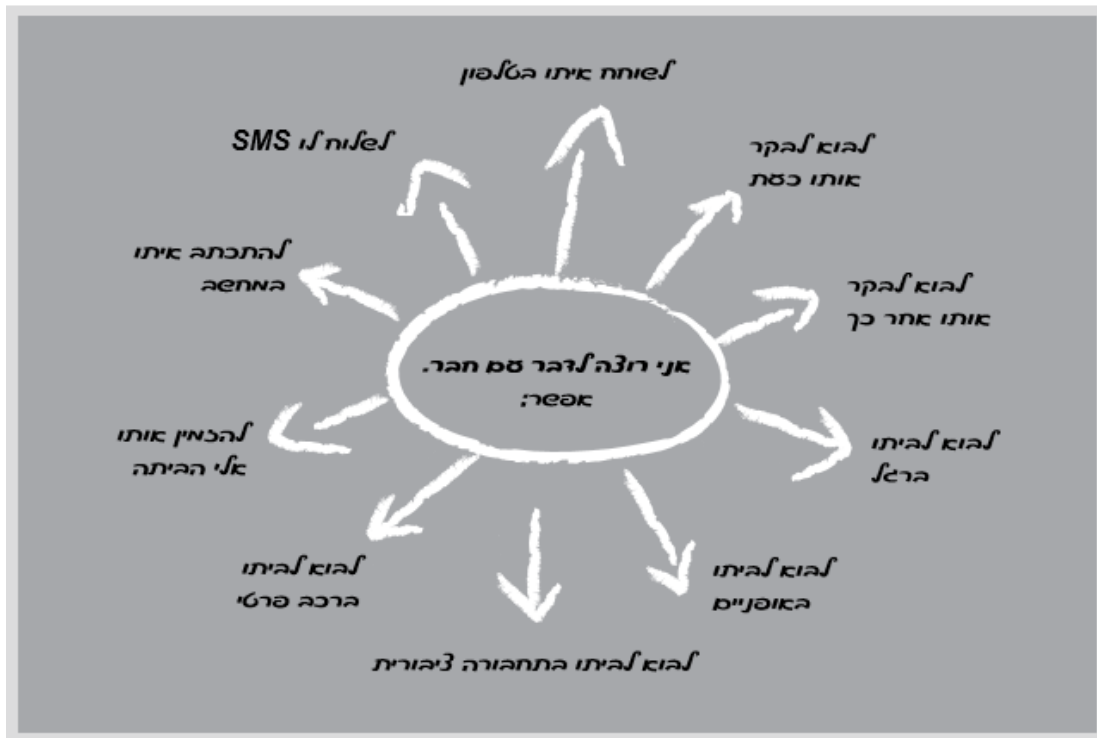 לשוחח איתו בטלפון
לבוא לבקר
אותו כעת
לבוא לבקר
אותו אחר כך
לבוא לביתו
ברגל
לבוא לביתו
באופניים
לבוא לביתו בתחבורה ציבורית
לבוא לביתו
ברכב פרטי
להזמין אותו
אלי הביתה
להתכתב איתו
במחשב
לשלוח לו SMS
אני רוצה לדבר עם חבר.
אפשר: